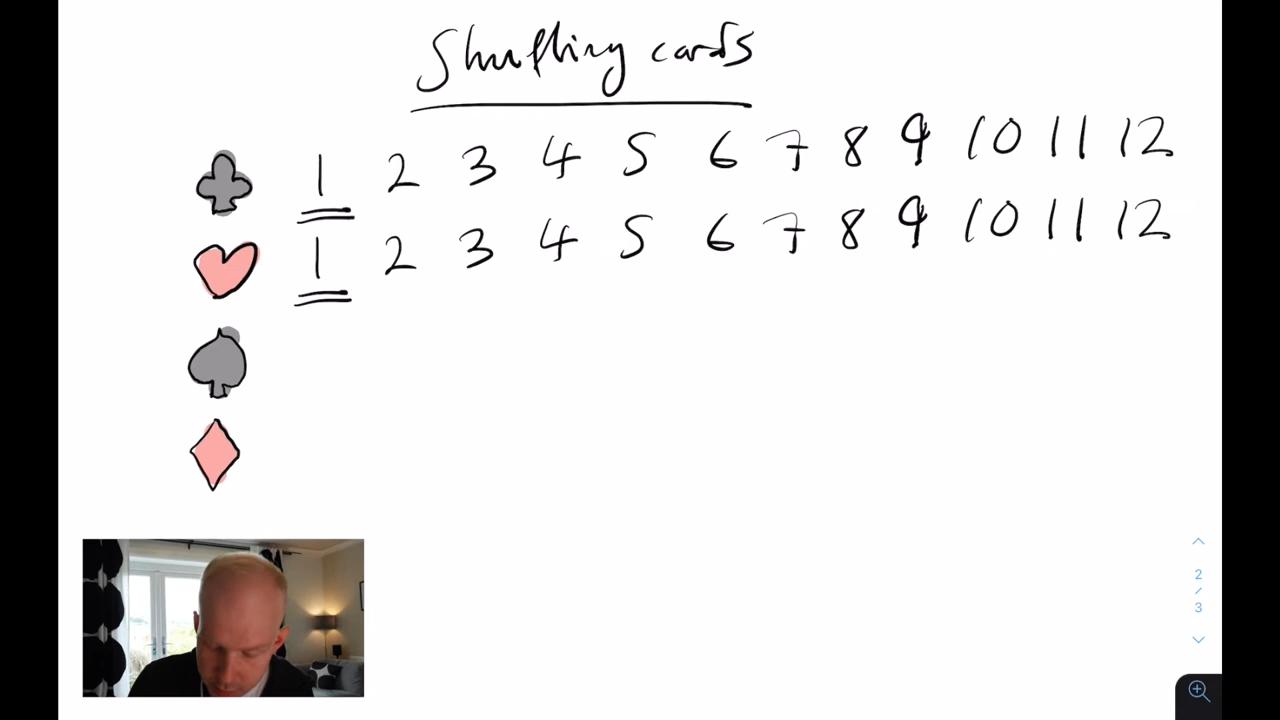 Shuffling cards
1 2 3 4 5 6 7 8 9 10 11 12
1 2 3 4 5 6 7 8 9 10 11 12
2
/
3